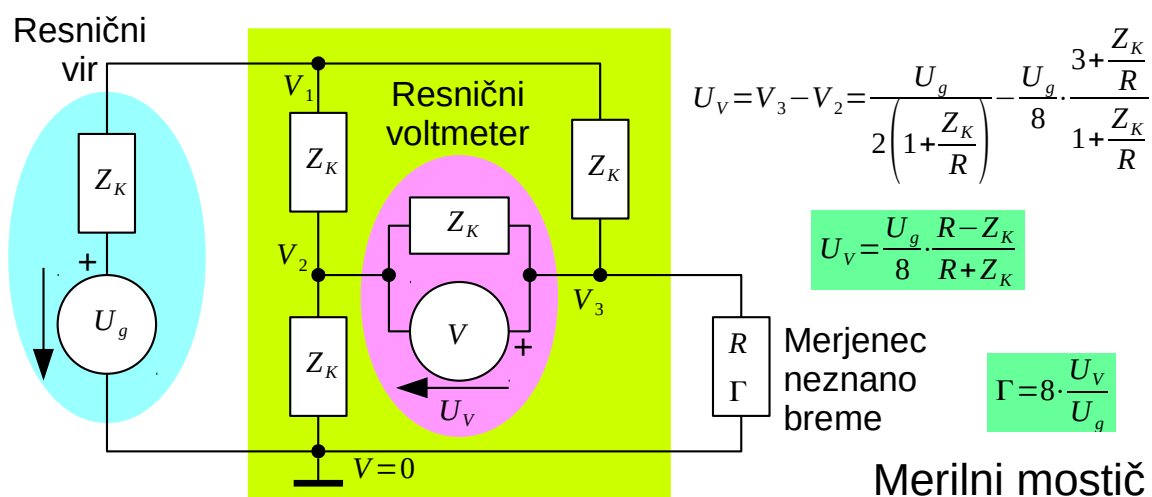 Resnični
vir
Z_K
+
U_g
V_1
Z_K
V_2
Z_K
V=0
Resnični
voltmeter
Z_K
V
+
U_V
Z_K
V_3
R
Γ
Merjenec
neznano
breme
U_V=V_3−V_2=U_g/(2(1+Z_K/R))−U_g/8·(3+Z_K/R)/(1+Z_K/R)
U_V=U_g/8·(R−Z_K)/(R+Z_K)
Γ=8·U_V/U_g
Merilni mostič